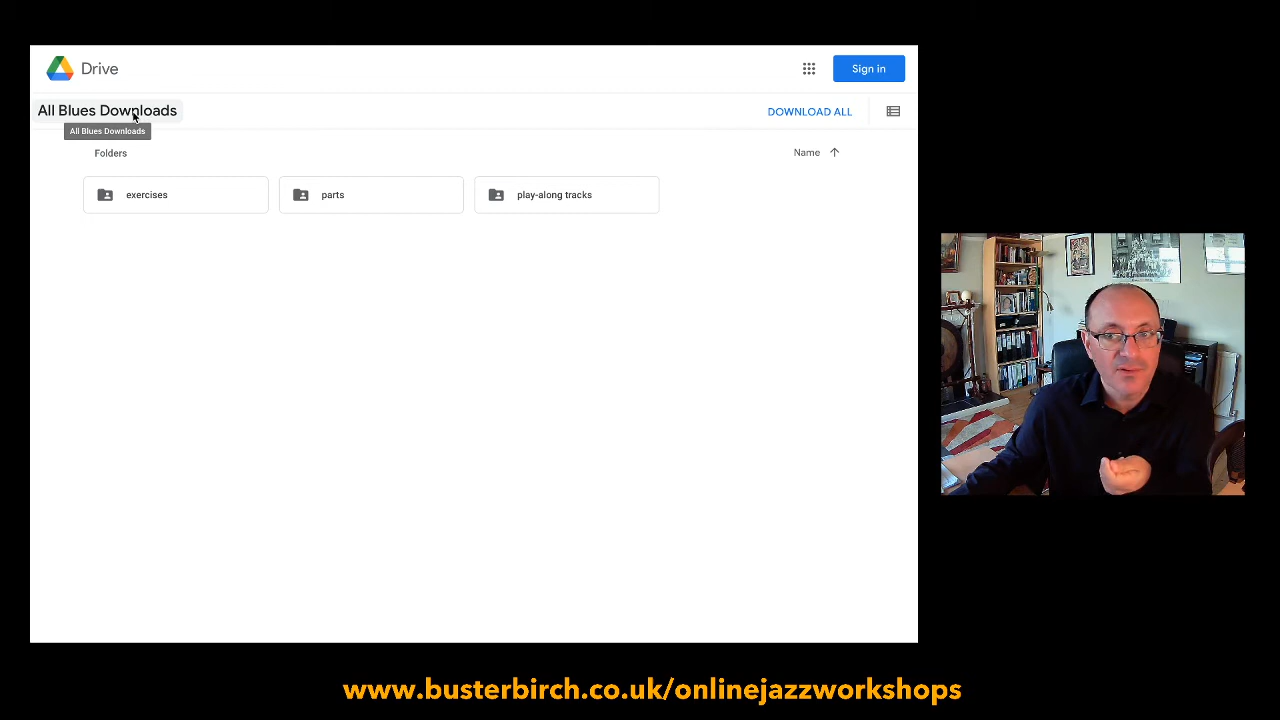 Drive
Sign in
All Blues Downloads
DOWNLOAD ALL
All Blues Downloads
Folders
Name
exercises
parts
play-along tracks
www.busterbirch.co.uk/onlinejazzworkshops